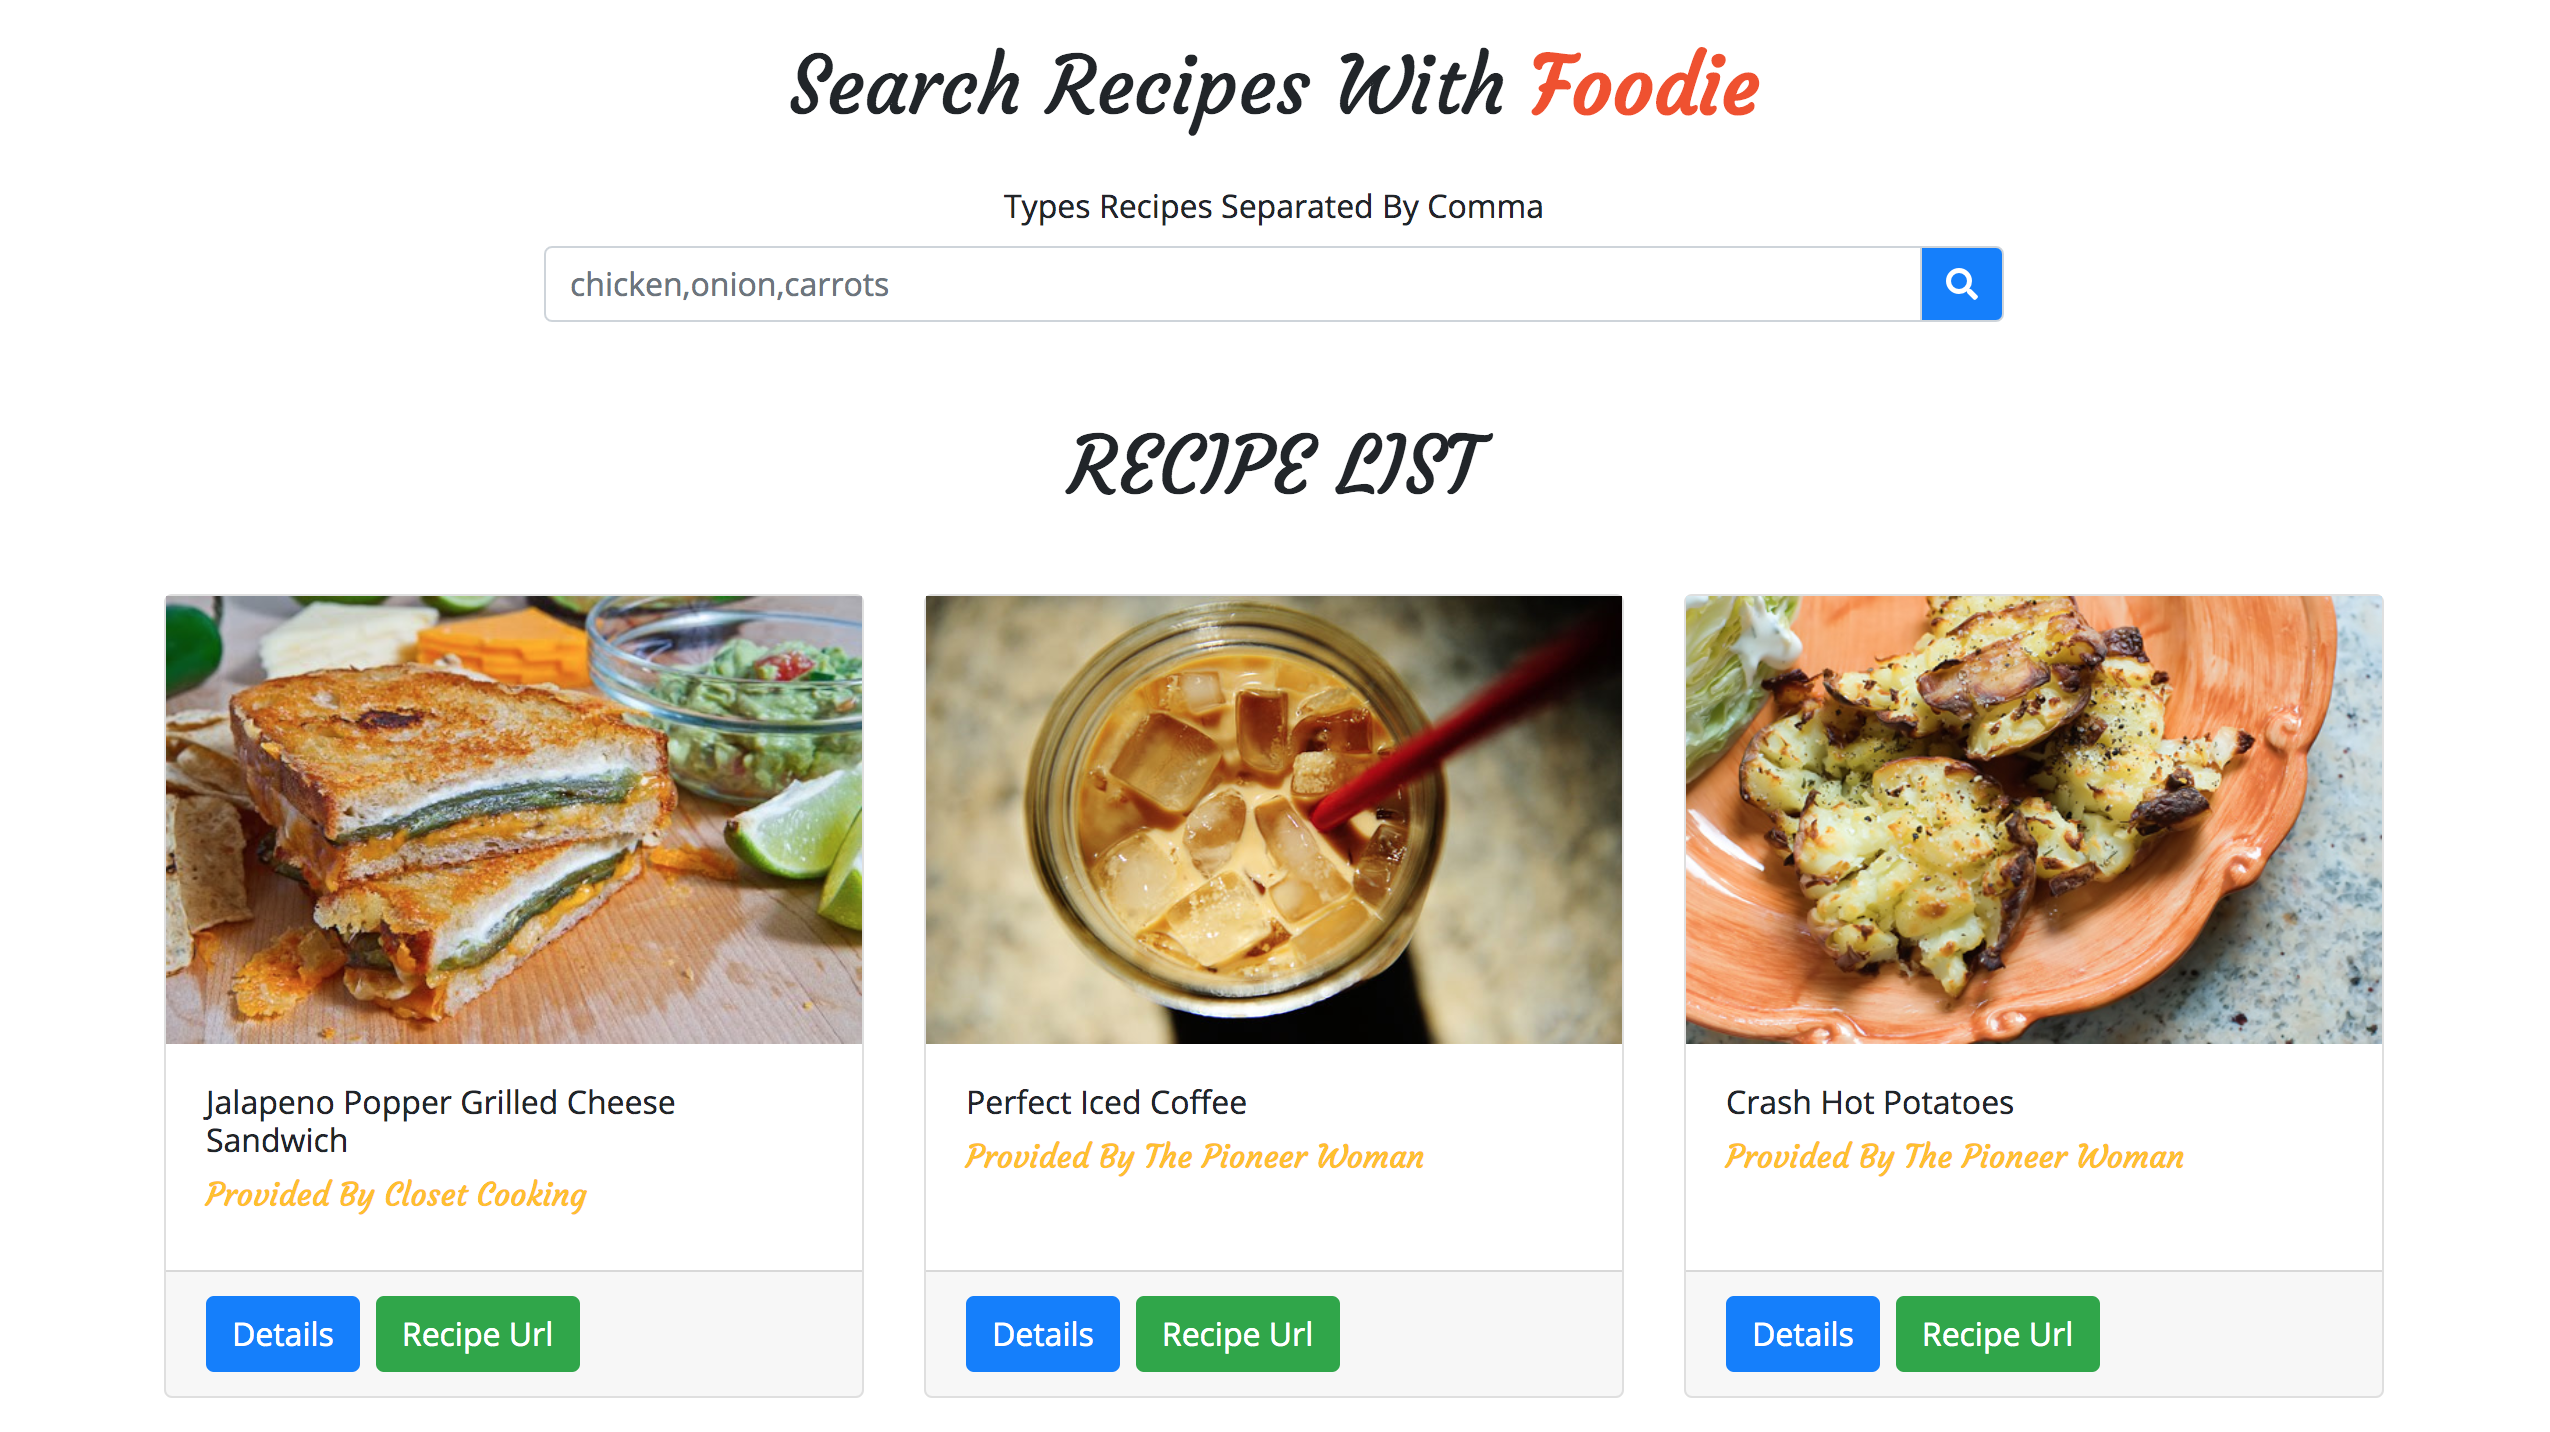 Search Recipes With Foodie
Types Recipes Separated By Comma
chicken,onion,carrots
RECIPE LIST
Jalapeno Popper Grilled Cheese
Sandwich
Provided By Closet Cooking
Details Recipe Url
Perfect Iced Coffee
Provided By The Pioneer Woman
Details Recipe Url
Crash Hot Potatoes
Provided By The Pioneer Woman
Details Recipe Url